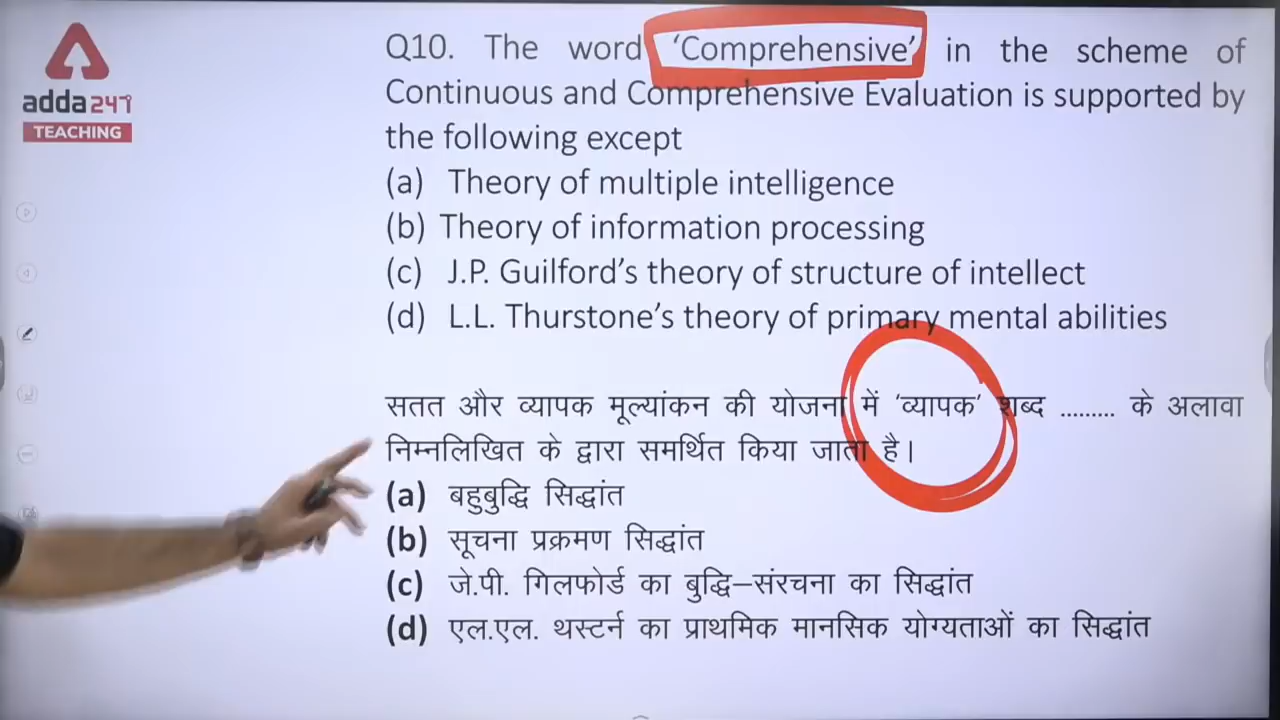 adda247
TEACHING
Q10. The word 'Comprehensive' in the scheme of
Continuous and Comprehensive Evaluation is supported by
the following except
(a) Theory of multiple intelligence
(b) Theory of information processing
(c) J.P. Guilford's theory of structure of intellect
(d) L.L. Thurstone's theory of primary mental abilities
सतत और व्यापक मूल्यांकन की योजना में 'व्यापक' शब्द ......... के अलावा
निम्नलिखित के द्वारा समर्थित किया जाता है।
(a) बहुबुद्धि सिद्धांत
(b) सूचना प्रक्रमण सिद्धांत
(c) जे.पी. गिलफोर्ड का बुद्धि–संरचना का सिद्धांत
(d) एल.एल. थस्टर्न का प्राथमिक मानसिक योग्यताओं का सिद्धांत